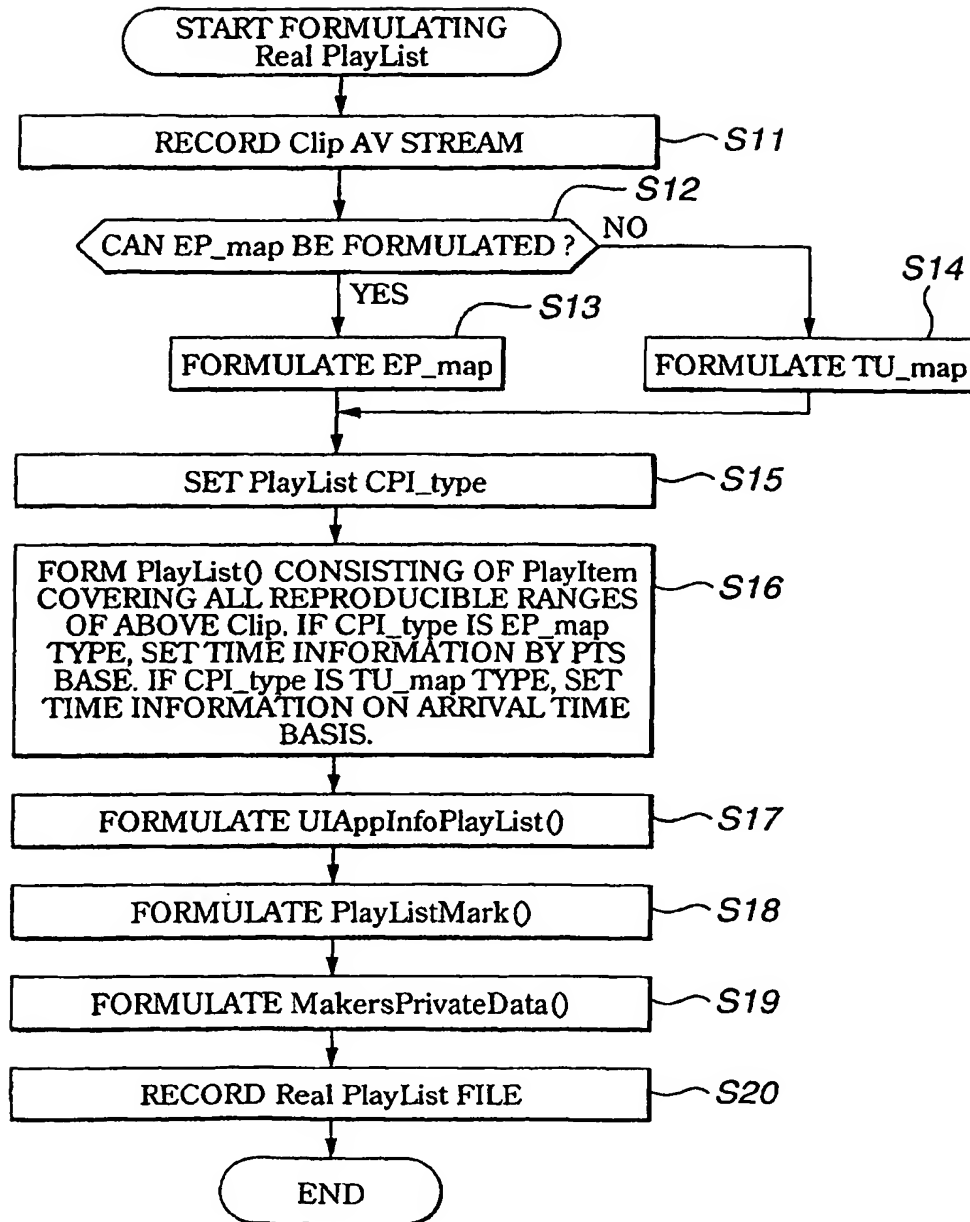 START FORMULATING
Real PlayList
RECORD Clip AV STREAM
S11
S12
CAN EP_map BE FORMULATED ?
NO
YES
S13
S14
FORMULATE EP_map
FORMULATE TU_map
SET PlayList CPI_type
S15
FORM PlayList() CONSISTING OF PlayItem
COVERING ALL REPRODUCIBLE RANGES
OF ABOVE Clip. IF CPI_type IS EP_map
TYPE, SET TIME INFORMATION BY PTS
BASE. IF CPI_type IS TU_map TYPE, SET
TIME INFORMATION ON ARRIVAL TIME
BASIS.
S16
FORMULATE UIAppInfoPlayList()
S17
FORMULATE PlayListMark()
S18
FORMULATE MakersPrivateData()
S19
RECORD Real PlayList FILE
S20
END